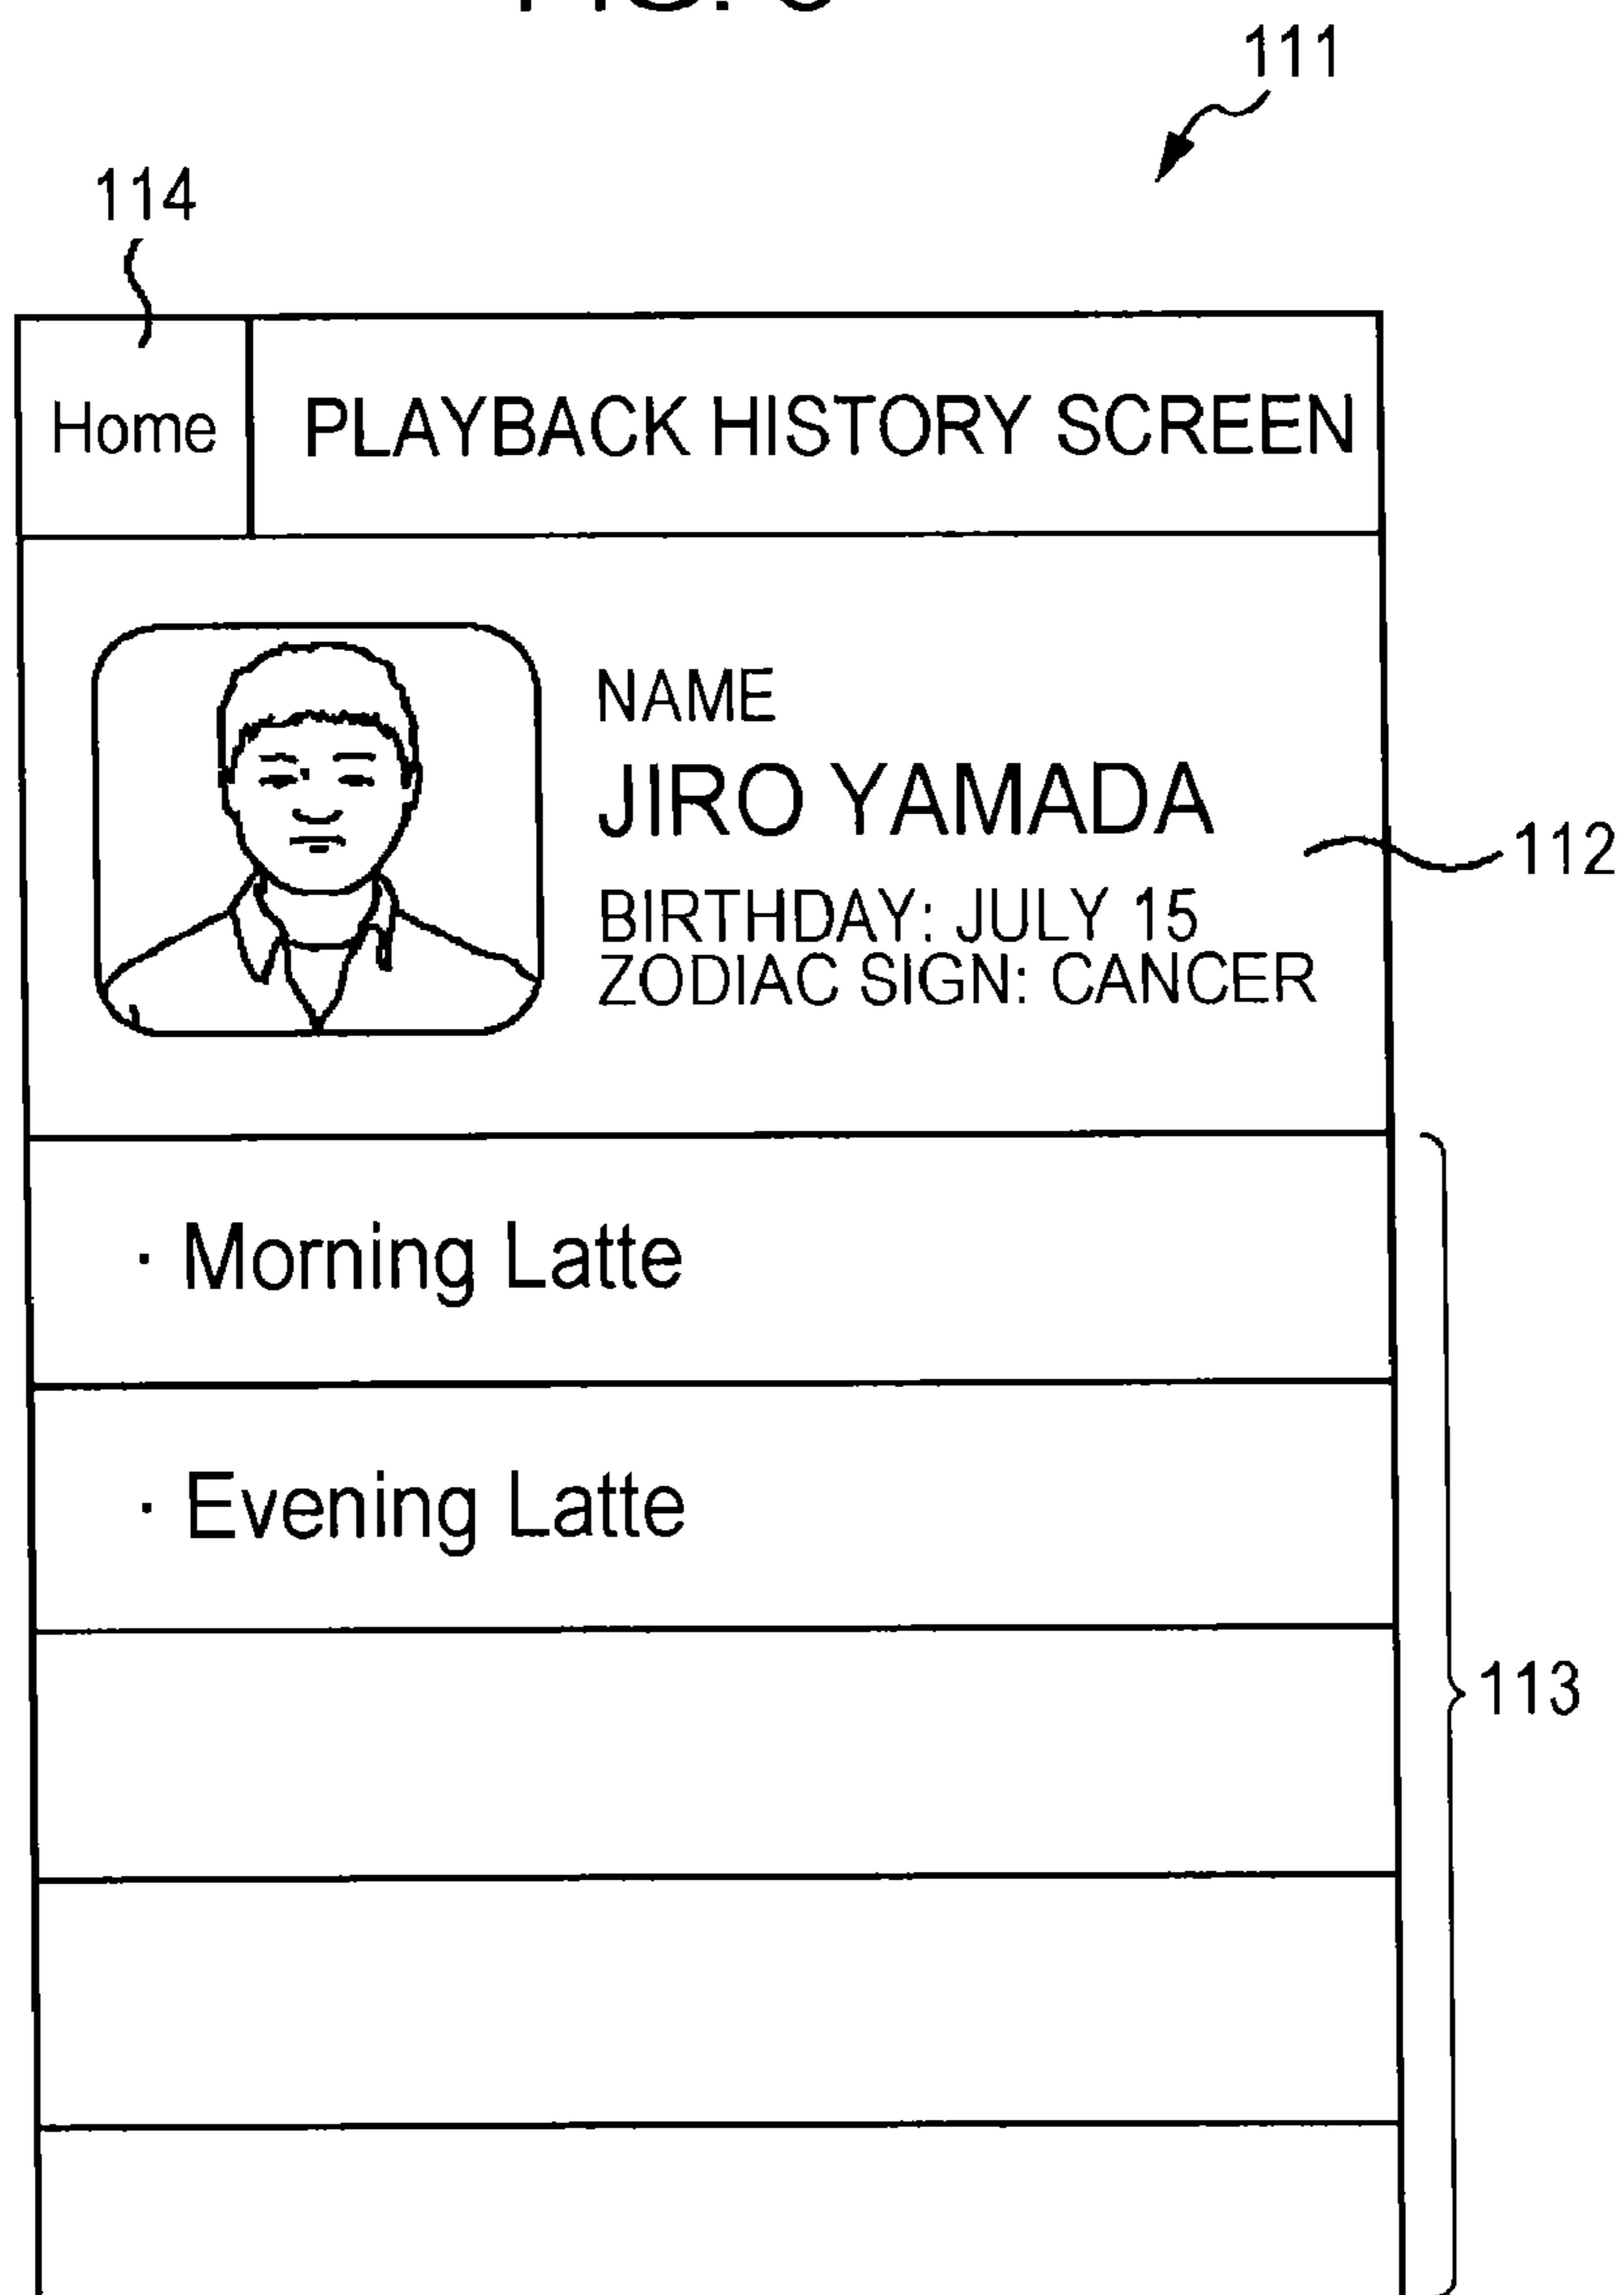 111
114
Home PLAYBACK HISTORY SCREEN
NAME
JIRO YAMADA
112
BIRTHDAY: JULY 15
ZODIAC SIGN: CANCER
· Morning Latte
· Evening Latte
113